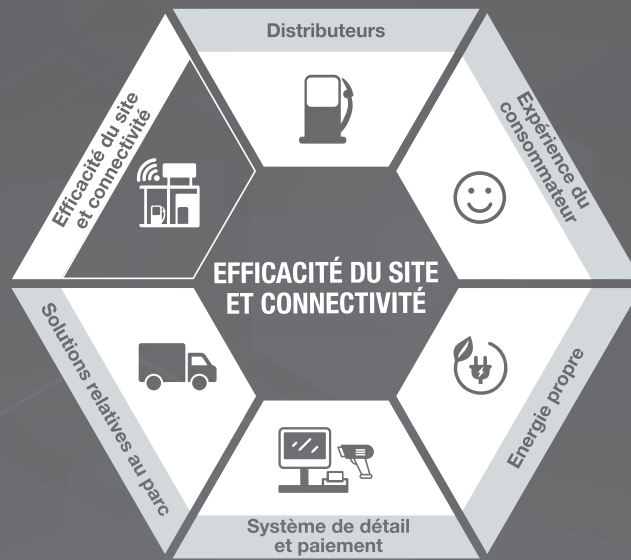 Distributeurs
Efficacité du site
et connectivité
Expérience du
consommateur
EFFICACITÉ DU SITE
ET CONNECTIVITÉ
Solutions relatives au parc
Energie propre
Système de détail
et paiement